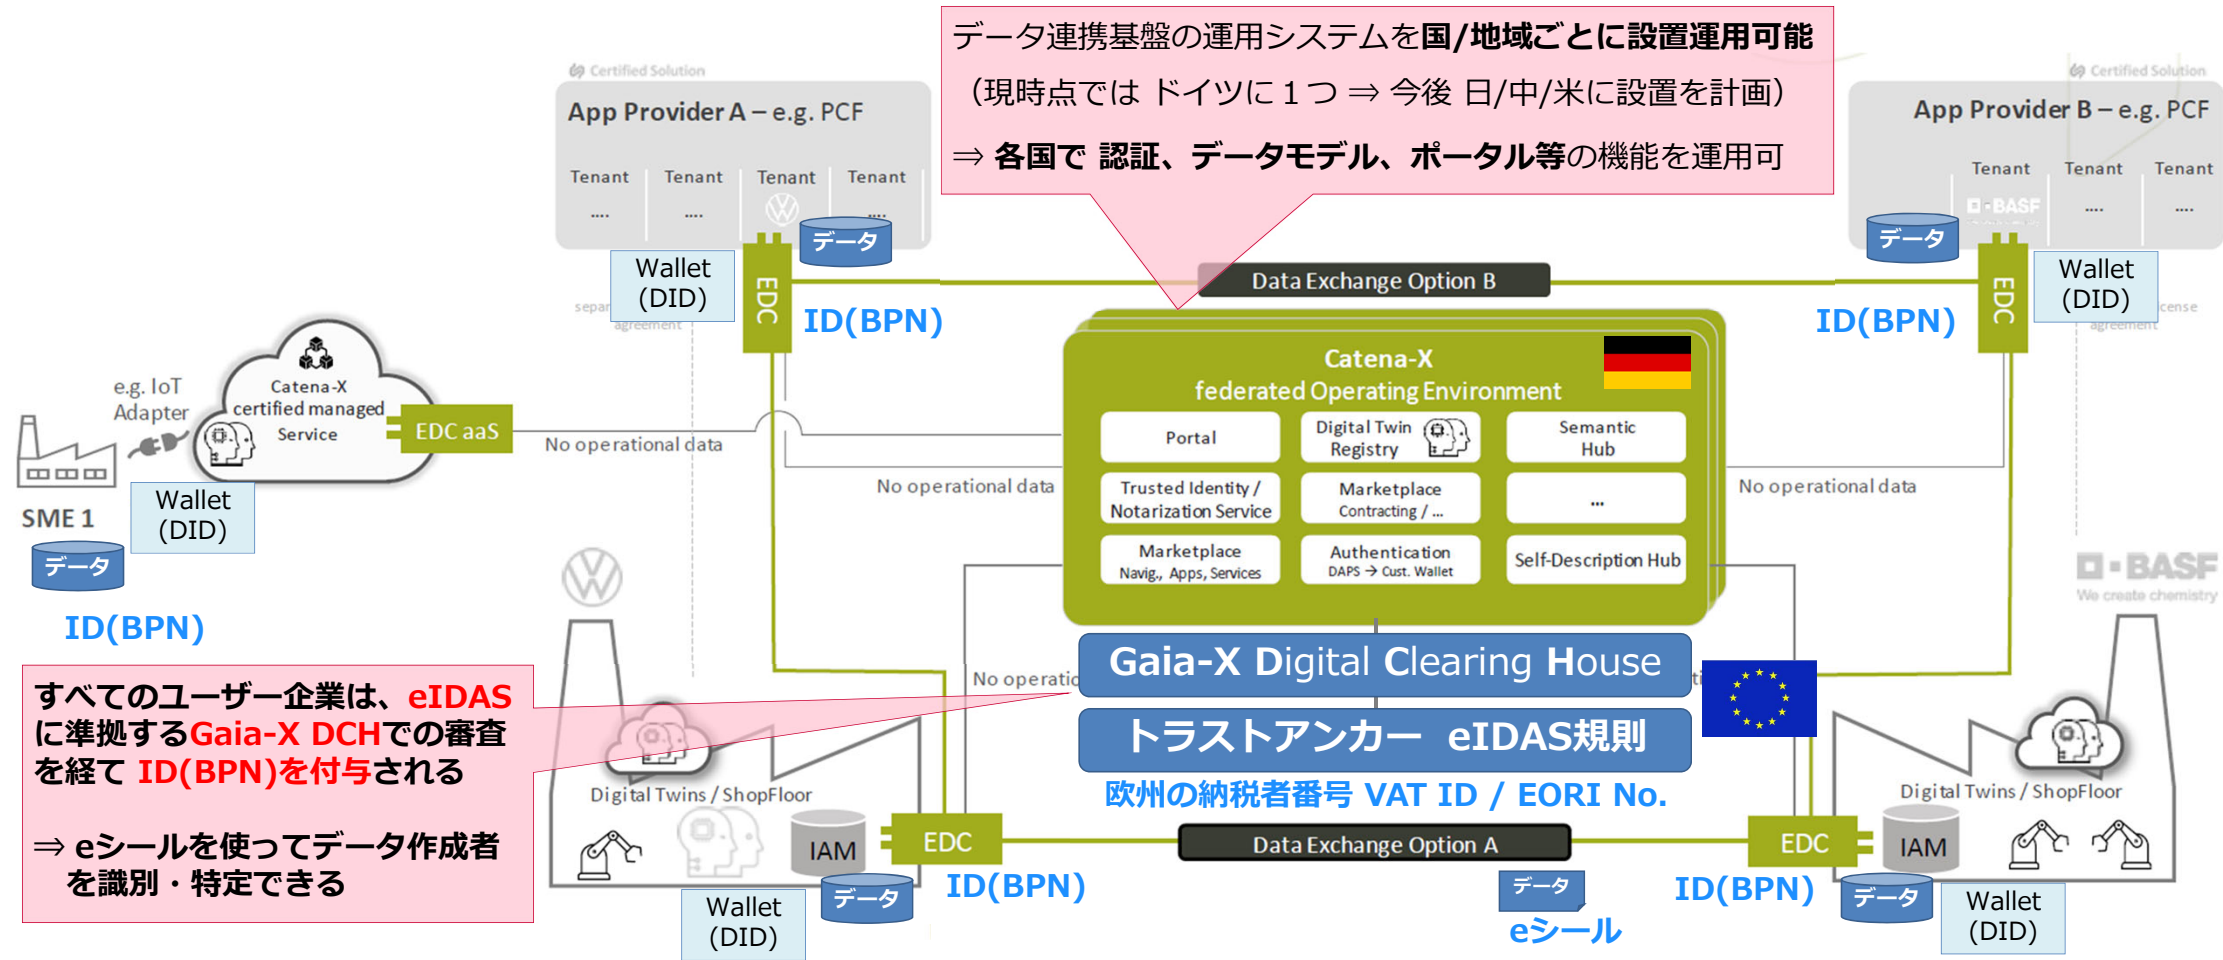 データ連携基盤の運用システムを国/地域ごとに設置運用可能
（現時点では ドイツに１つ ⇒ 今後 日/中/米に設置を計画）
⇒ 各国で 認証、データモデル、ポータル等の機能を運用可
Certified Solution
App Provider A – e.g. PCF
Tenant
Tenant
Tenant
Tenant
....
....
....
データ
Wallet
(DID)
EDC
ID(BPN)
agreement
Certified Solution
App Provider B – e.g. PCF
Tenant
Tenant
Tenant
BASF
....
....
データ
EDC
Wallet
(DID)
ID(BPN)
agreement
Data Exchange Option B
e.g. IoT
Adapter
Catena-X
certified managed
Service
EDC aaS
SME 1
Wallet
(DID)
データ
ID(BPN)
No operational data
No operational data
No operational data
Catena-X
federated Operating Environment
Portal
Digital Twin
Registry
Semantic
Hub
Trusted Identity /
Notarization Service
Marketplace
Contracting / ...
...
Marketplace
Navig., Apps, Services
Authentication
DAPS → Cust. Wallet
Self-Description Hub
Gaia-X Digital Clearing House
トラストアンカー eIDAS規則
欧州の納税者番号 VAT ID / EORI No.
すべてのユーザー企業は、eIDAS
に準拠するGaia-X DCHでの審査
を経て ID(BPN)を付与される
⇒ eシールを使ってデータ作成者
を識別・特定できる
Digital Twins / ShopFloor
IAM
EDC
データ
Wallet
(DID)
ID(BPN)
Data Exchange Option A
データ
eシール
BASF
We create chemistry
Digital Twins / ShopFloor
EDC
IAM
ID(BPN)
データ
Wallet
(DID)